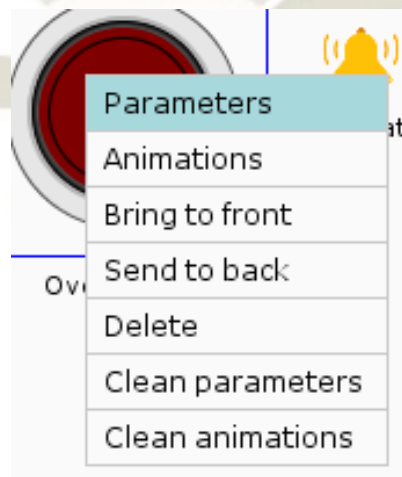 Parameters
Animations
Bring to front
Send to back
Delete
Clean parameters
Clean animations